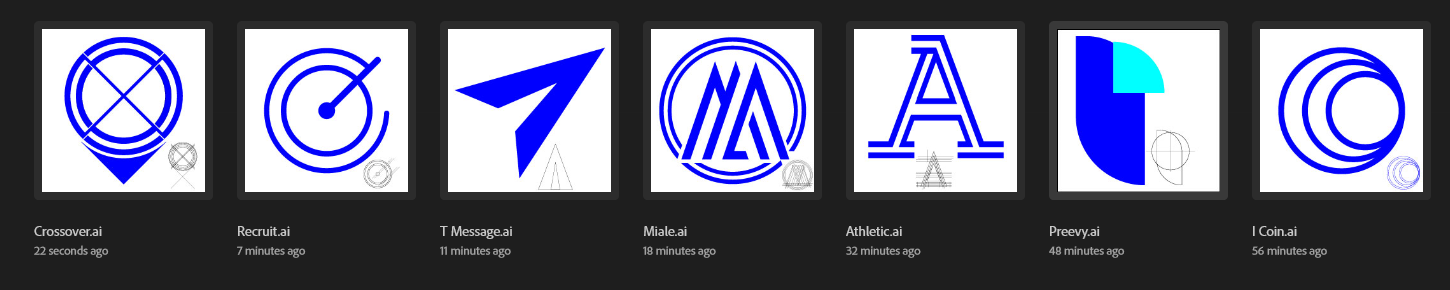 Crossover.ai
22 seconds ago
Recruit.ai
7 minutes ago
T Message.ai
11 minutes ago
Miale.ai
18 minutes ago
Athletic.ai
32 minutes ago
Preevy.ai
48 minutes ago
I Coin.ai
56 minutes ago